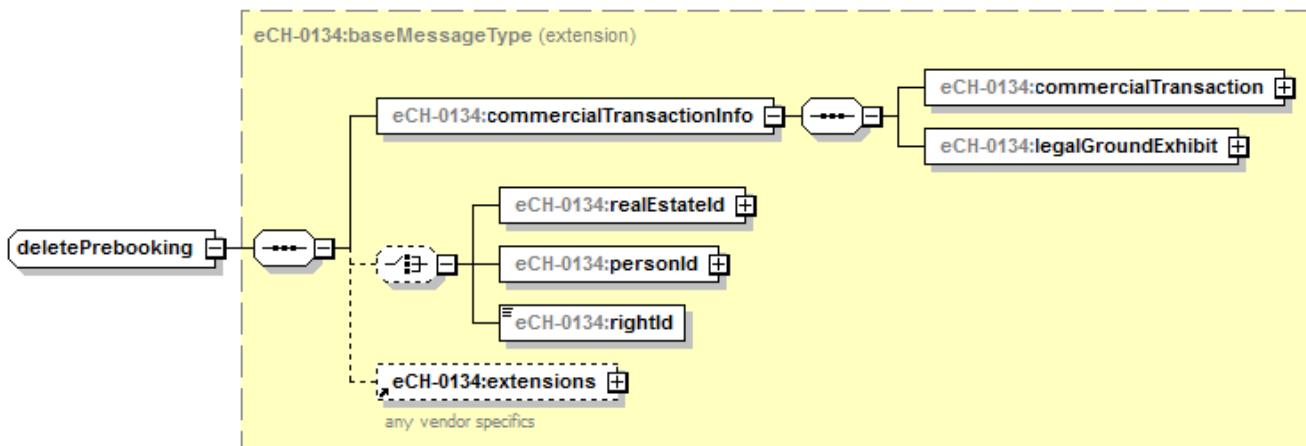 eCH-0134:baseMessageType (extension)
eCH-0134:commercialTransactionInfo
eCH-0134:commercialTransaction
eCH-0134:legalGroundExhibit
deletePrebooking
eCH-0134:realEstateId
eCH-0134:personId
eCH-0134:rightId
eCH-0134:extensions
any vendor specifics